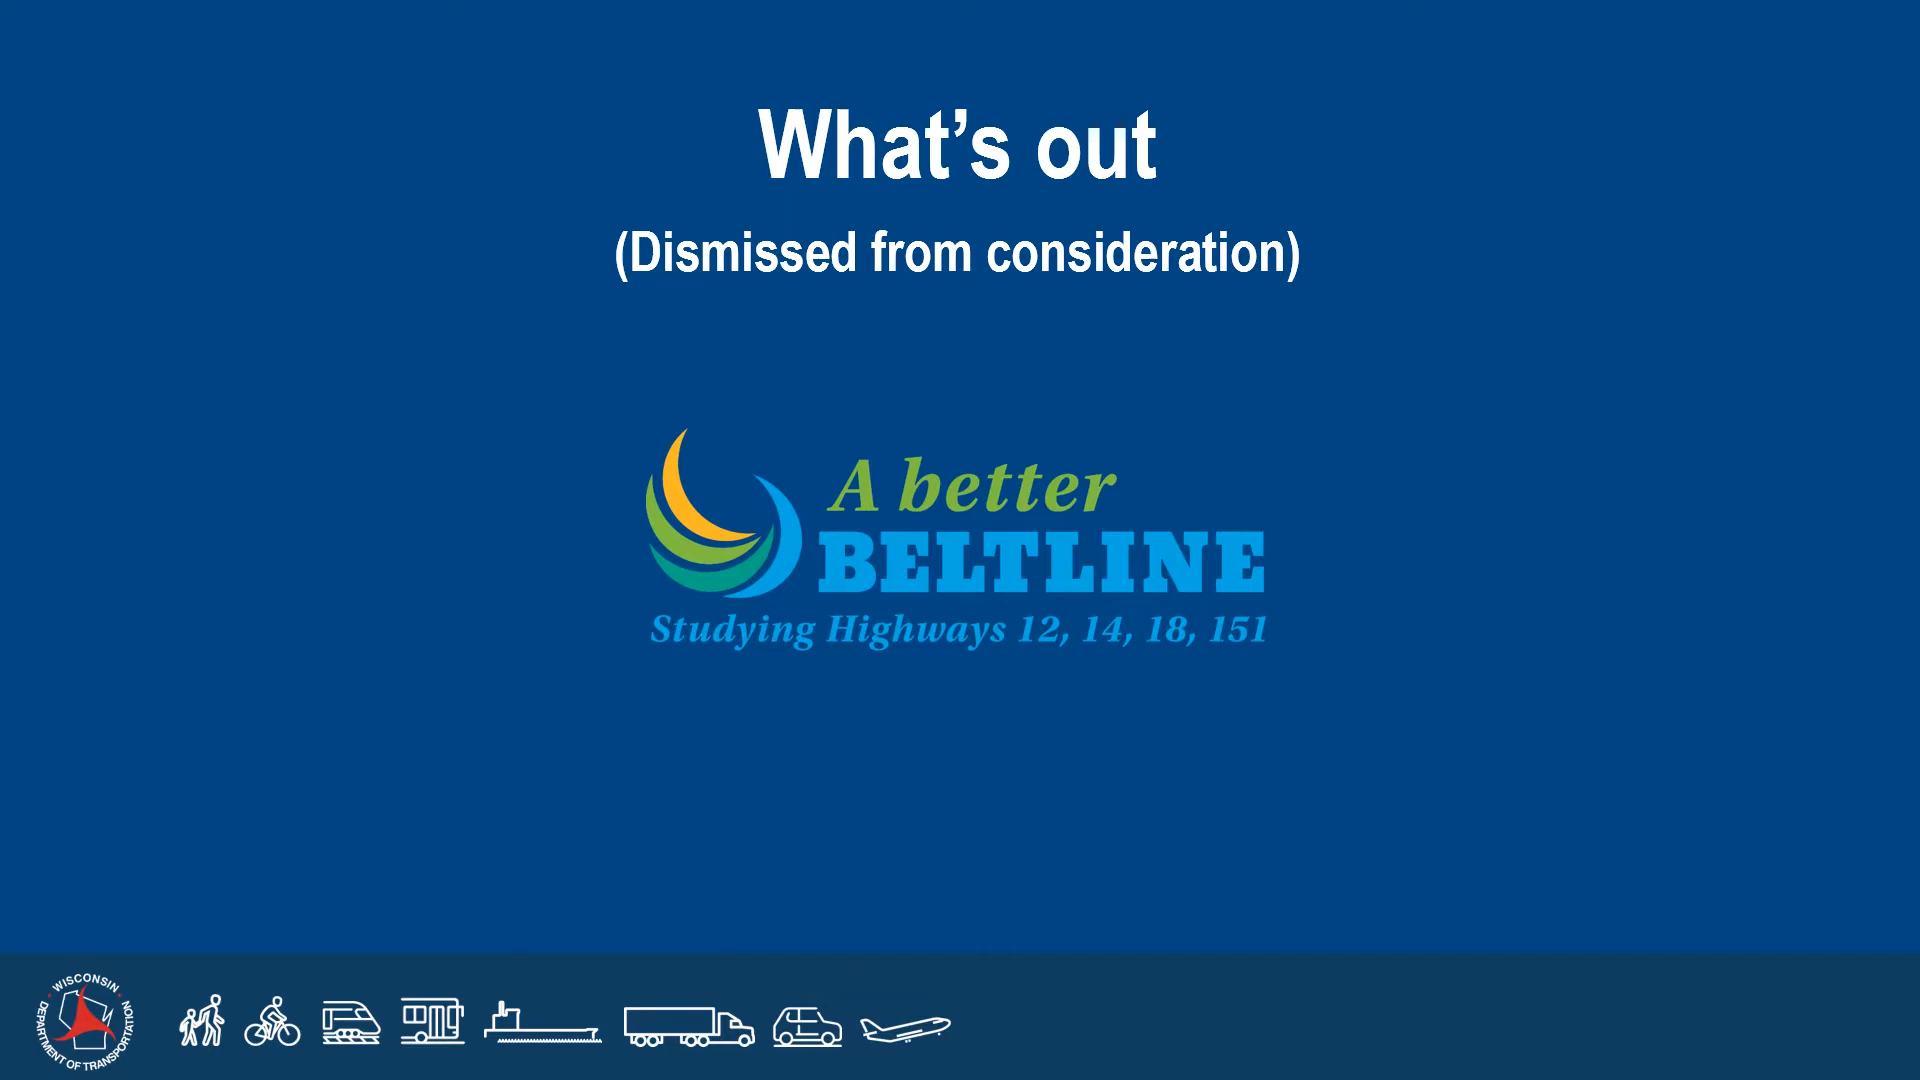 What’s out
(Dismissed from consideration)
A better
BELTLINE
Studying Highways 12, 14, 18, 151
WISCONSIN
DEPARTMENT OF TRANSPORTATION